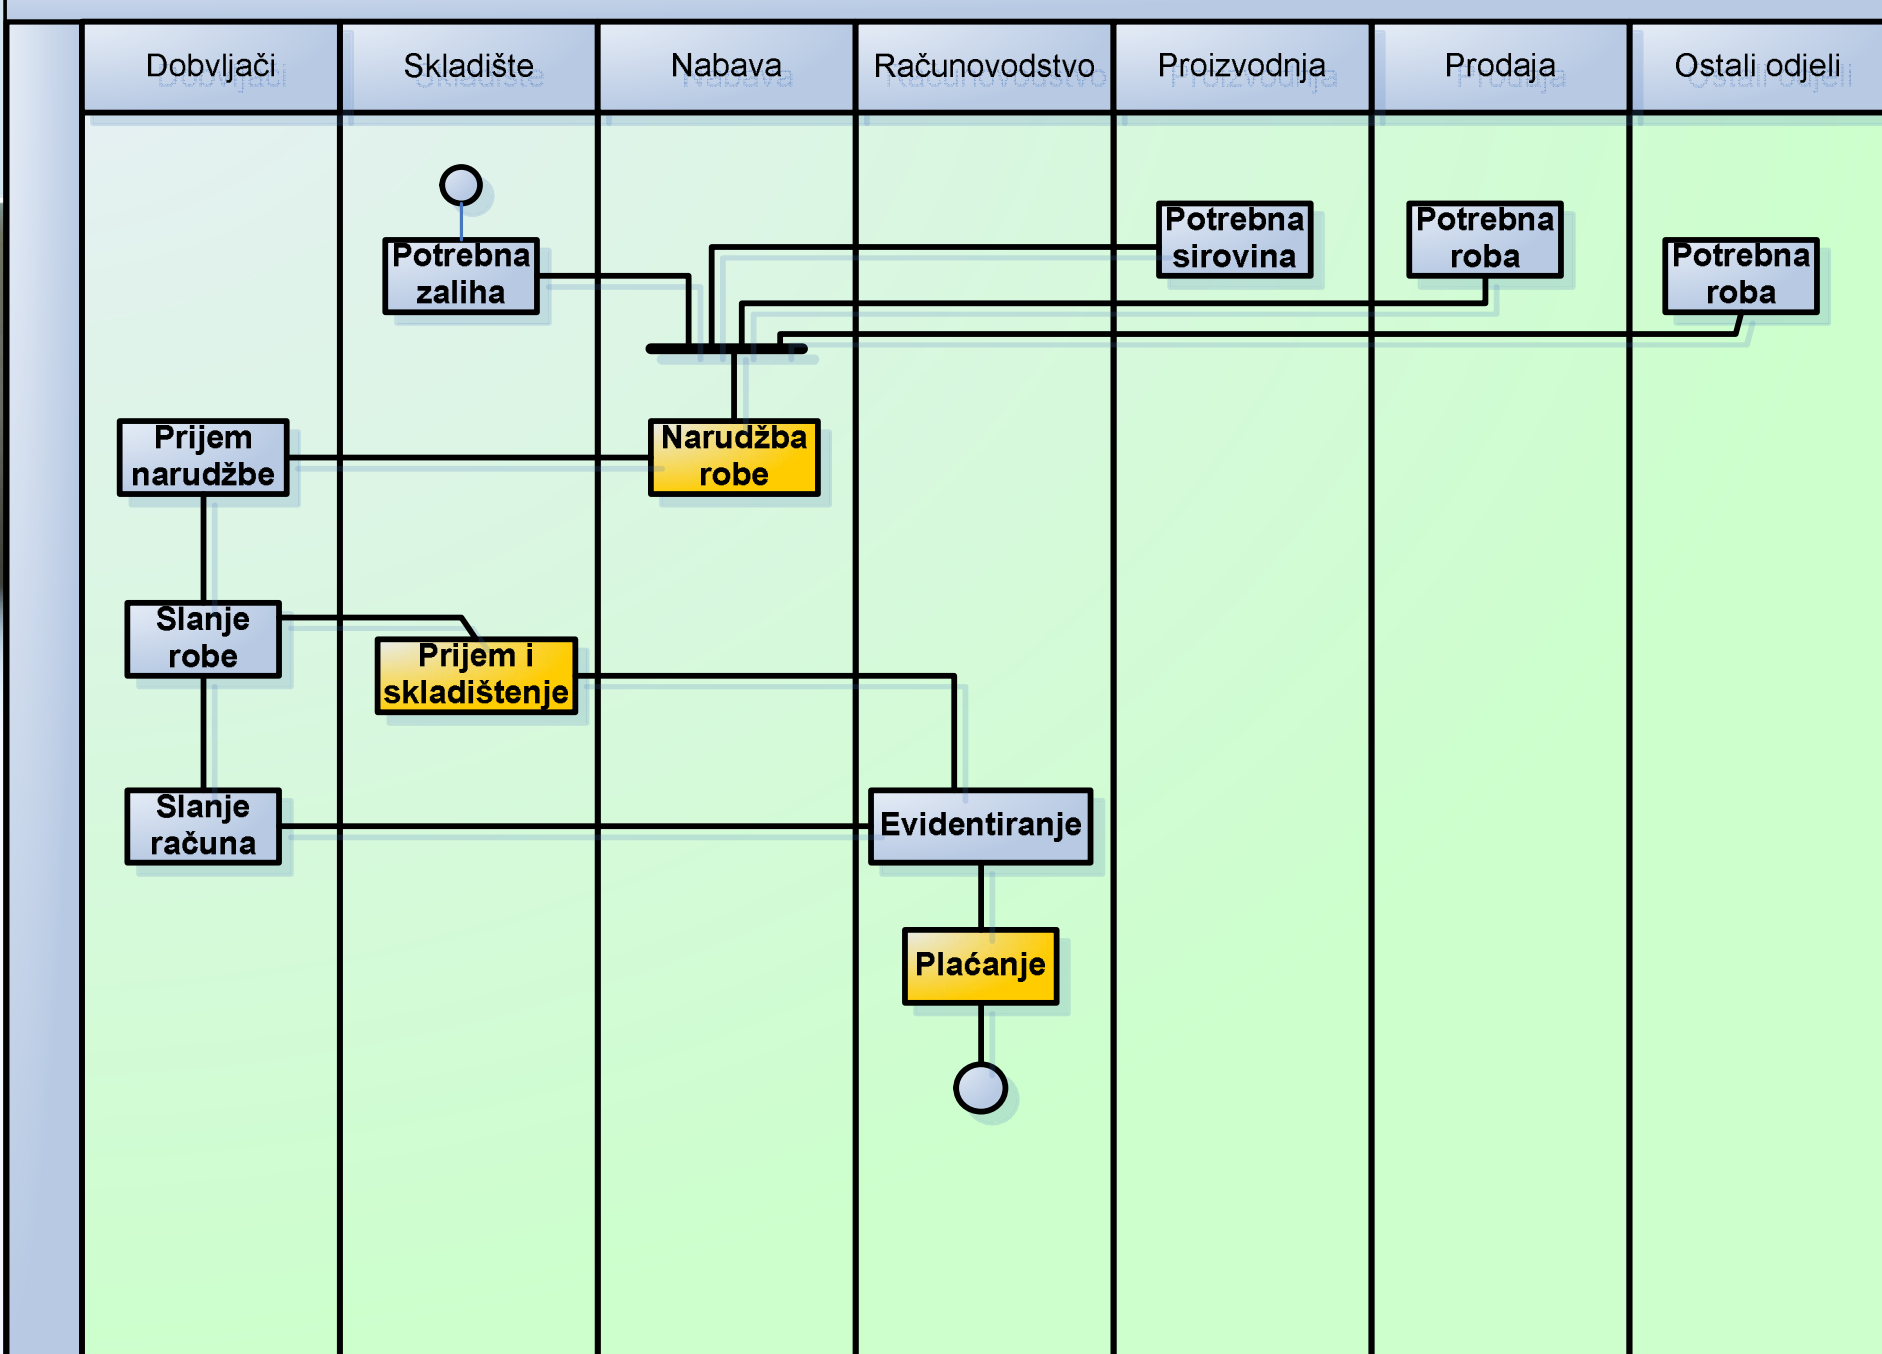 Dobvljači
Skladište
Nabava
Računovodstvo
Proizvodnja
Prodaja
Ostali odjeli
Potrebna
zaliha
Potrebna
sirovina
Potrebna
roba
Potrebna
roba
Prijem
narudžbe
Narudžba
robe
Slanje
robe
Prijem i
skladištenje
Slanje
računa
Evidentiranje
Plaćanje